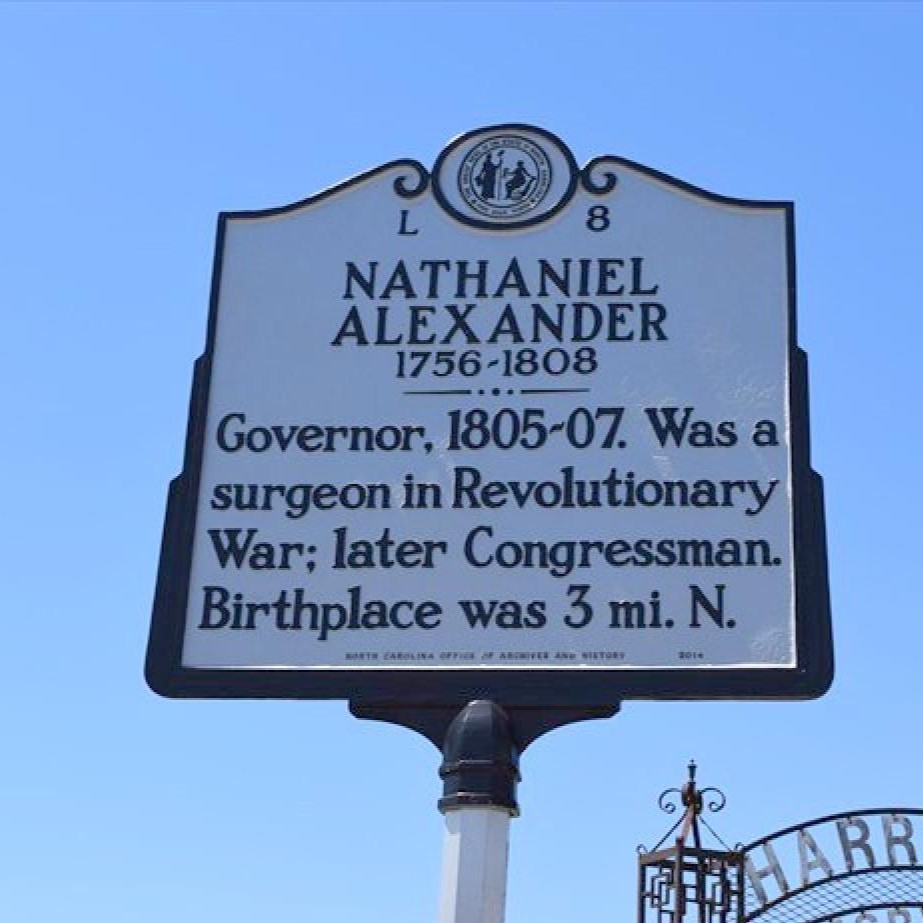 L 8
NATHANIEL
ALEXANDER
1756-1808
Governor, 1805-07. Was a
surgeon in Revolutionary
War; later Congressman.
Birthplace was 3 mi. N.
NORTH CAROLINA OFFICE OF ARCHIVES AND HISTORY 2014
HARR